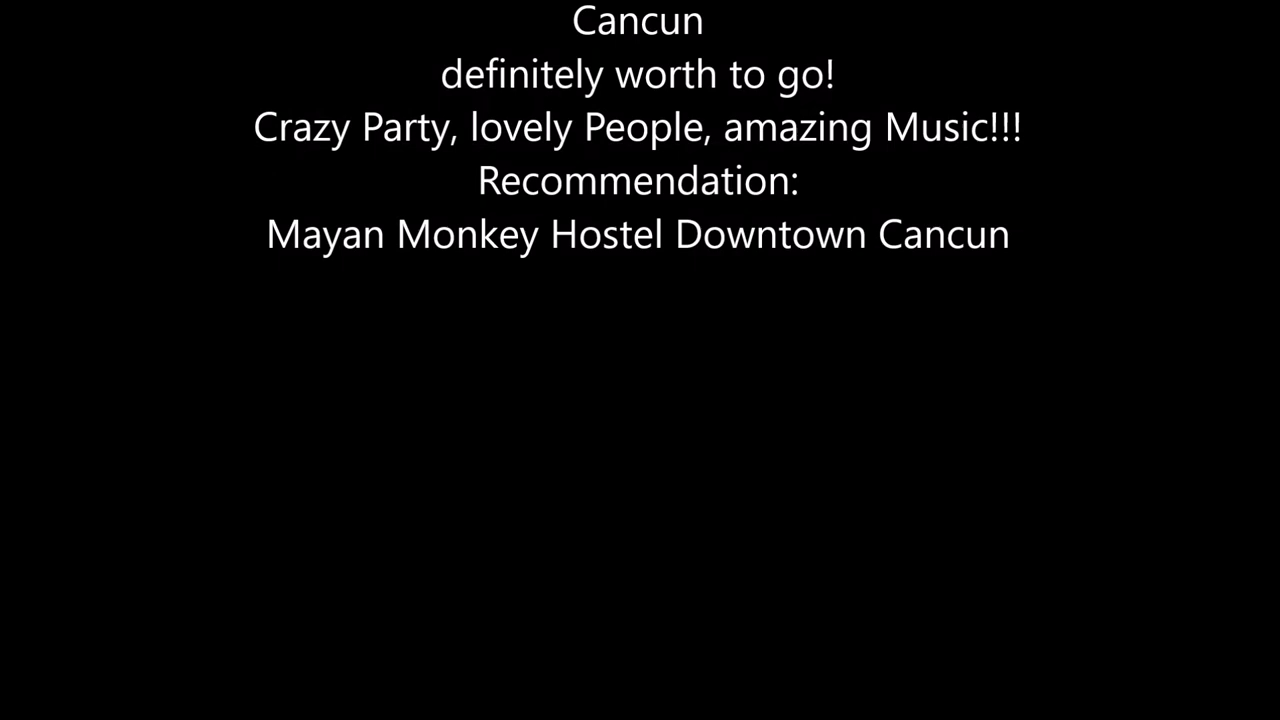 Cancun
definitely worth to go!
Crazy Party, lovely People, amazing Music!!!
Recommendation:
Mayan Monkey Hostel Downtown Cancun